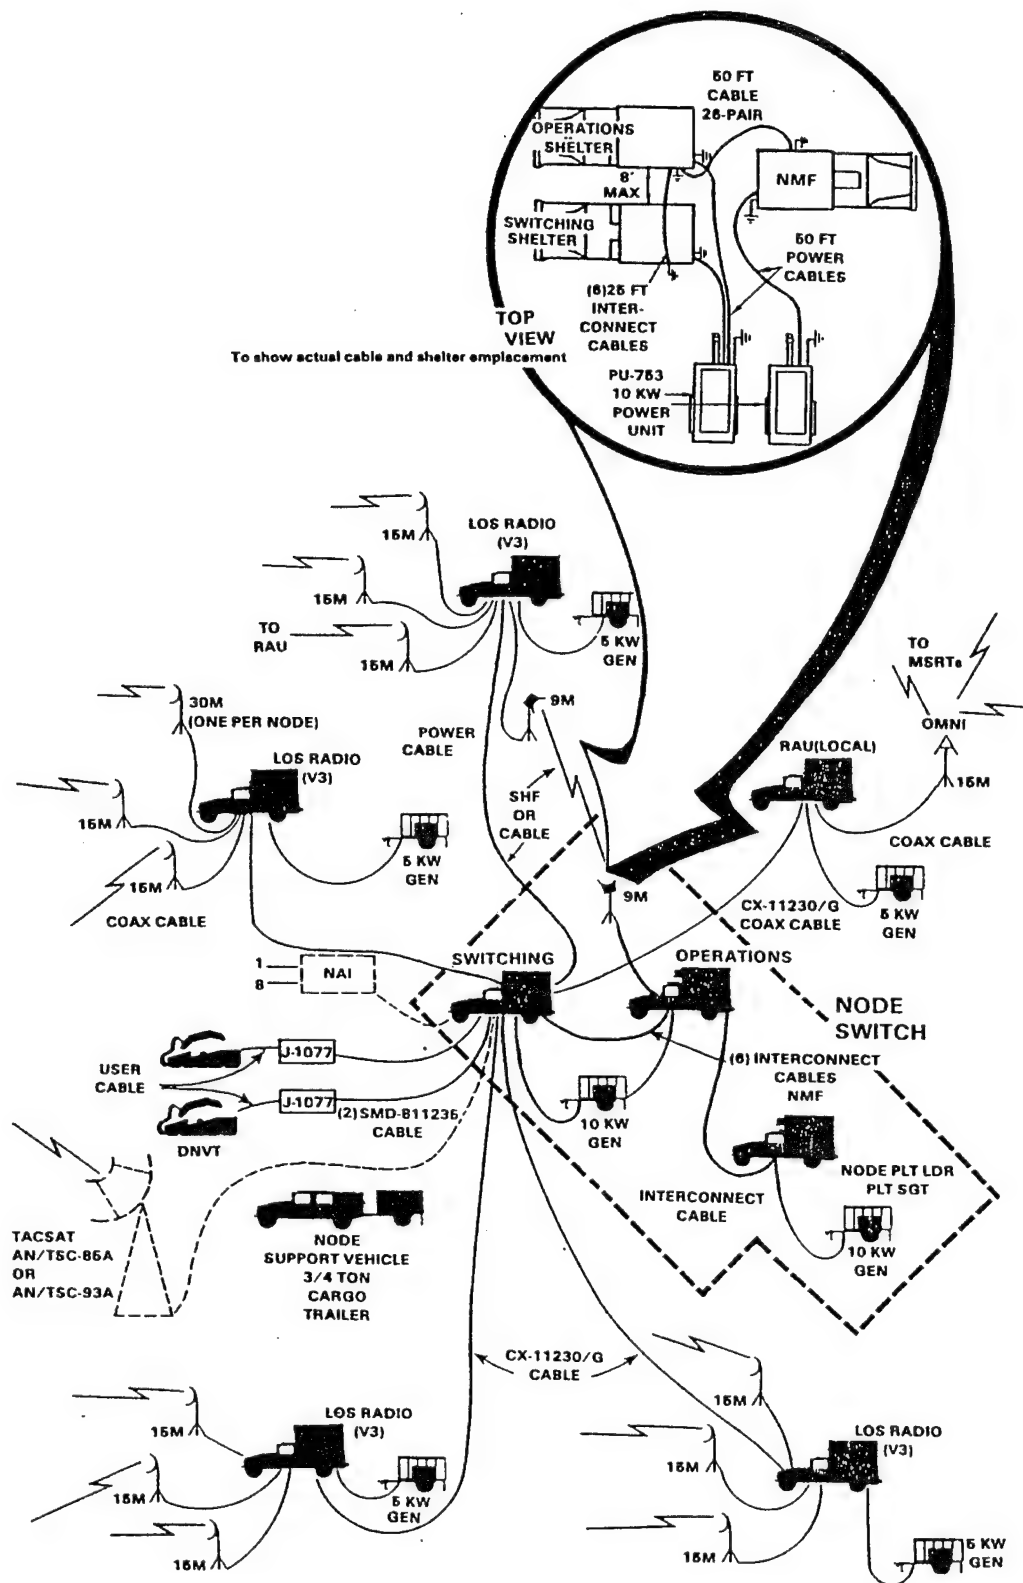 50 FT
CABLE
26-PAIR
OPERATIONS
SHELTER
NMF
8'
MAX
SWITCHING
SHELTER
50 FT
POWER
CABLES
(6)25 FT
INTER-
CONNECT
CABLES
TOP
VIEW
To show actual cable and shelter emplacement
PU-753
10 KW
POWER
UNIT
LOS RADIO
(V3)
15M
15M
TO
RAU
15M
5 KW
GEN
TO
MSRTs
30M
(ONE PER NODE)
POWER
CABLE
9M
OMNI
LOS RADIO
(V3)
RAU(LOCAL)
15M
SHF
OR
CABLE
15M
5 KW
GEN
COAX CABLE
15M
9M
COAX CABLE
CX-11230/G
COAX CABLE
5 KW
GEN
SWITCHING
OPERATIONS
1
8
NAI
NODE
SWITCH
USER
CABLE
J-1077
J-1077
(6) INTERCONNECT
CABLES
NMF
(2)SMD-811235
CABLE
10 KW
GEN
DNVT
NODE PLT LDR
PLT SGT
INTERCONNECT
CABLE
TACSAT
AN/TSC-85A
OR
AN/TSC-93A
NODE
SUPPORT VEHICLE
3/4 TON
CARGO
TRAILER
10 KW
GEN
CX-11230/G
CABLE
LOS RADIO
(V3)
15M
15M
15M
5 KW
GEN
15M
LOS RADIO
(V3)
15M
15M
5 KW
GEN